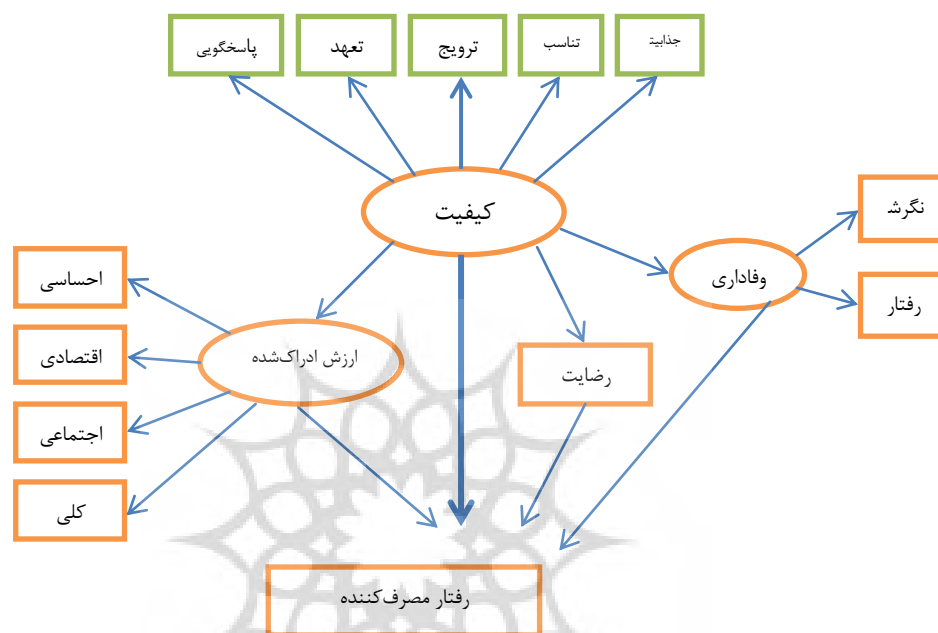 جذابیت
تناسب
ترویج
تعهد
پاسخگویی
کیفیت
نگرش
وفاداری
رفتار
احساسی
ارزش ادراک‌شده
اقتصادی
رضایت
اجتماعی
کلی
رفتار مصرف‌کننده